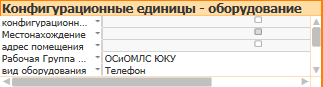 Конфигурационные единицы - оборудование
конфигурационн...
Местонахождение
адрес помещения
Рабочая Группа ... ОСиОМЛС ЮКУ
вид оборудования Телефон